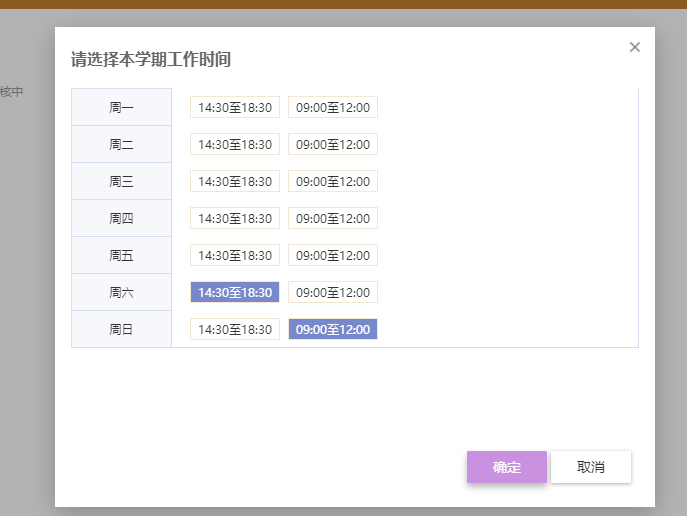 请选择本学期工作时间
×
核中
周一 14:30至18:30 09:00至12:00
周二 14:30至18:30 09:00至12:00
周三 14:30至18:30 09:00至12:00
周四 14:30至18:30 09:00至12:00
周五 14:30至18:30 09:00至12:00
周六 14:30至18:30 09:00至12:00
周日 14:30至18:30 09:00至12:00
确定 取消